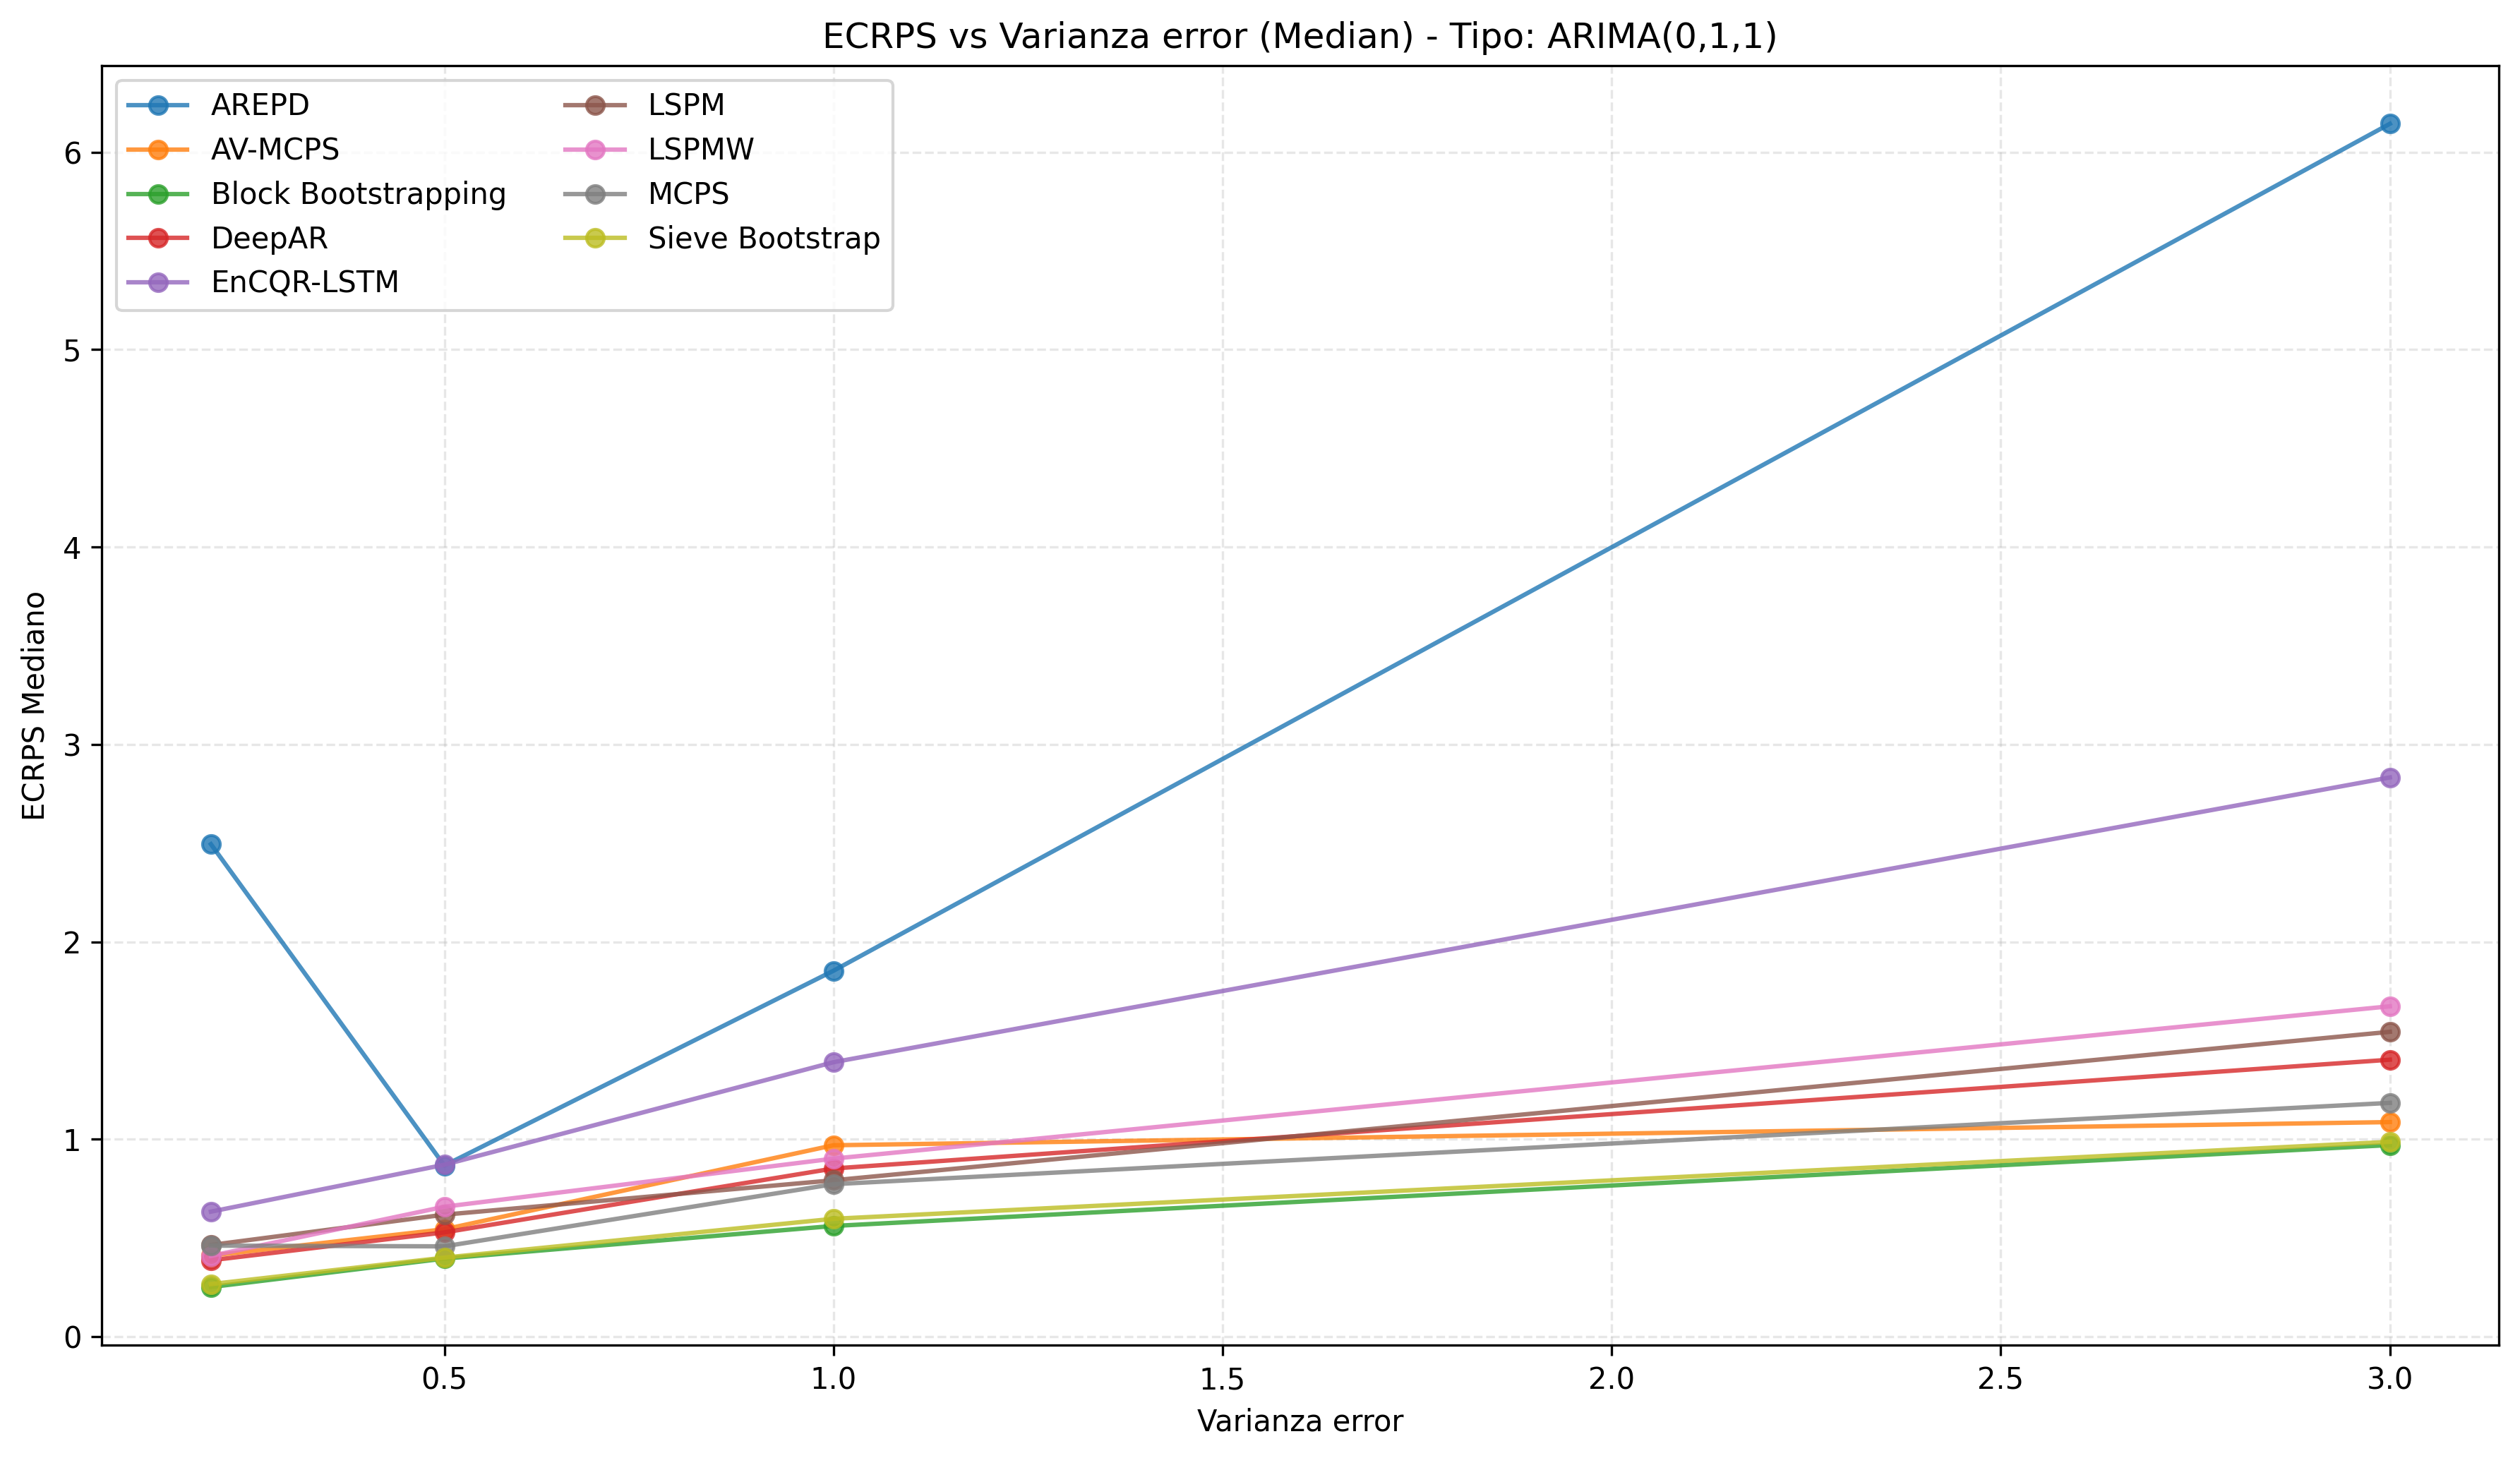 ECRPS vs Varianza error (Median) - Tipo: ARIMA(0,1,1)
AREPD
AV-MCPS
Block Bootstrapping
DeepAR
EnCQR-LSTM
LSPM
LSPMW
MCPS
Sieve Bootstrap
ECRPS Mediano
6
5
4
3
2
1
0
0.5 1.0 1.5 2.0 2.5 3.0
Varianza error